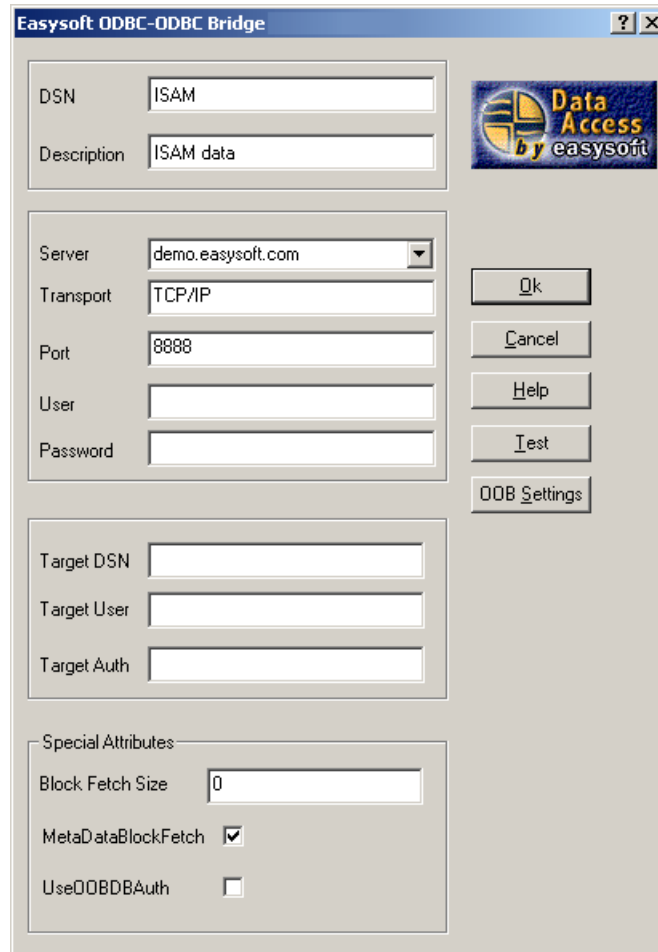 Easysoft ODBC-ODBC Bridge
DSN ISAM
Description ISAM data
Data
Access
by easysoft
Server demo.easysoft.com
Transport TCP/IP
Port 8888
User
Password
Ok
Cancel
Help
Test
OOB Settings
Target DSN
Target User
Target Auth
Special Attributes
Block Fetch Size 0
MetaDataBlockFetch
UseOOBDBAuth